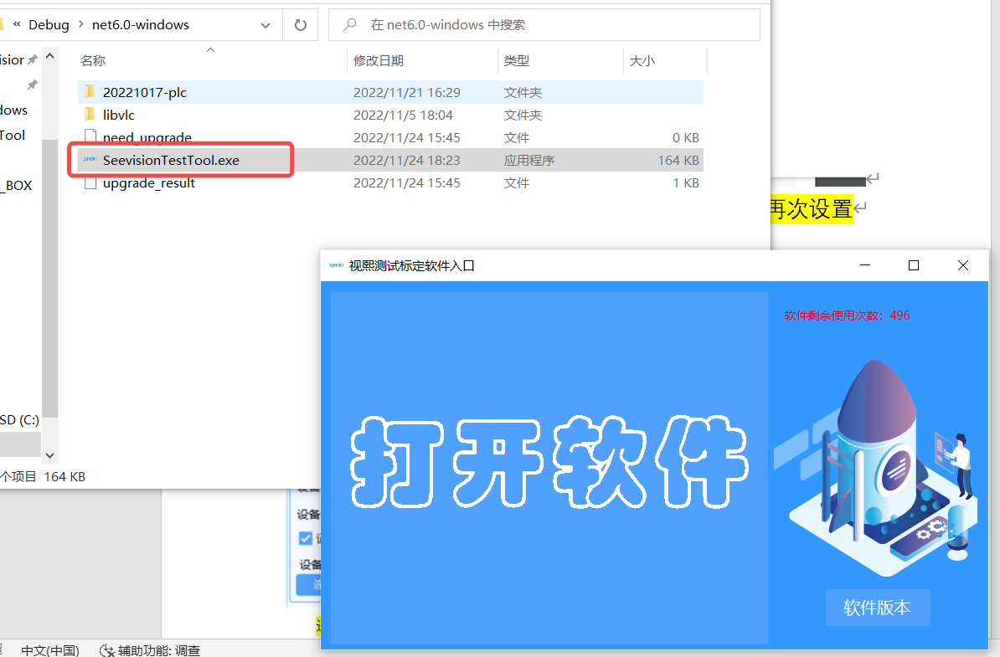 « Debug > net6.0-windows
在 net6.0-windows 中搜索
名称 修改日期 类型 大小
20221017-plc 2022/11/21 16:29 文件夹
libvlc 2022/11/5 18:04 文件夹
need_upgrade 2022/11/24 15:45 文件 0 KB
SHIXI SeevisionTestTool.exe 2022/11/24 18:23 应用程序 164 KB
upgrade_result 2022/11/24 15:45 文件 1 KB
dows
Tool
_BOX
SD (C:)
个项目 164 KB
再次设置
SHIXI 视熙测试标定软件入口
软件剩余使用次数：496
打开软件
软件版本
设备
设备
中文(中国) 辅助功能: 调查